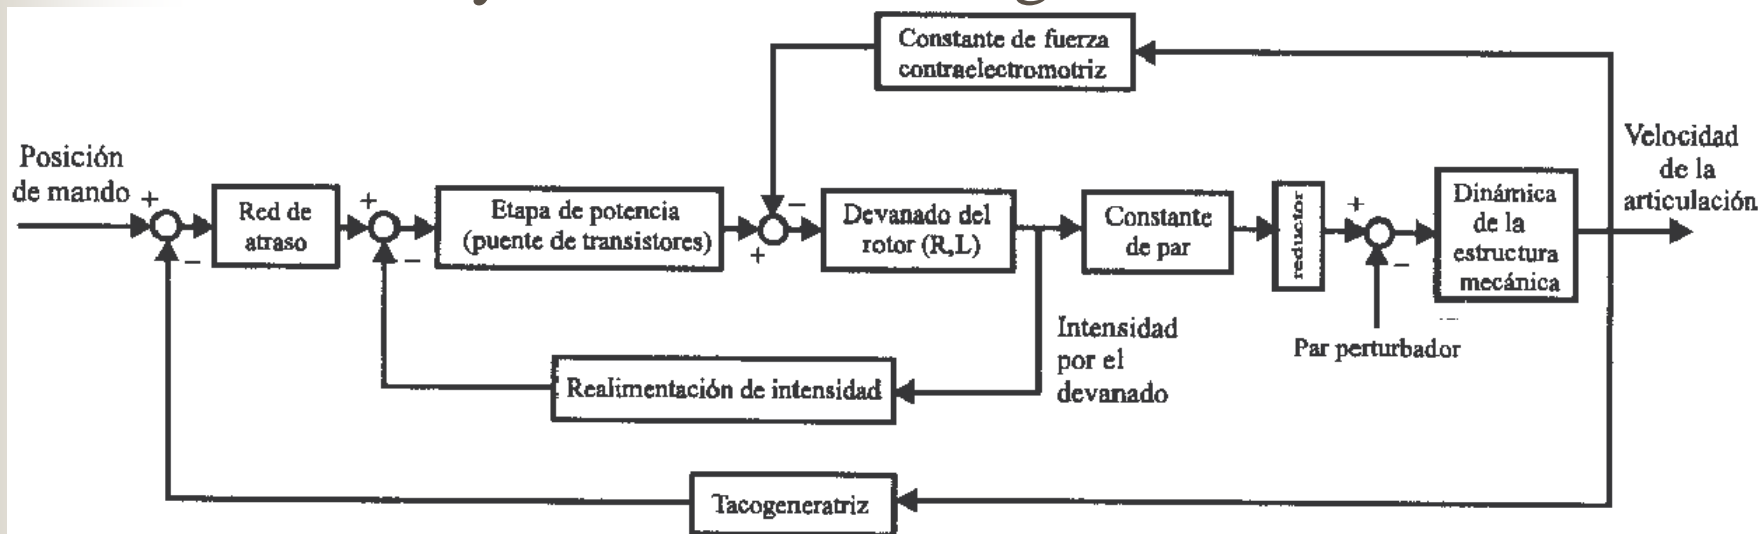 Constante de fuerza
contraelectromotriz
Posición
de mando
+
−
Red de
atraso
+
−
Etapa de potencia
(puente de transistores)
−
+
Devanado del
rotor (R,L)
Constante
de par
reductor
+
−
Dinámica
de la
estructura
mecánica
Velocidad
de la
articulación
Intensidad
por el
devanado
Par perturbador
Realimentación de intensidad
Tacogeneratriz